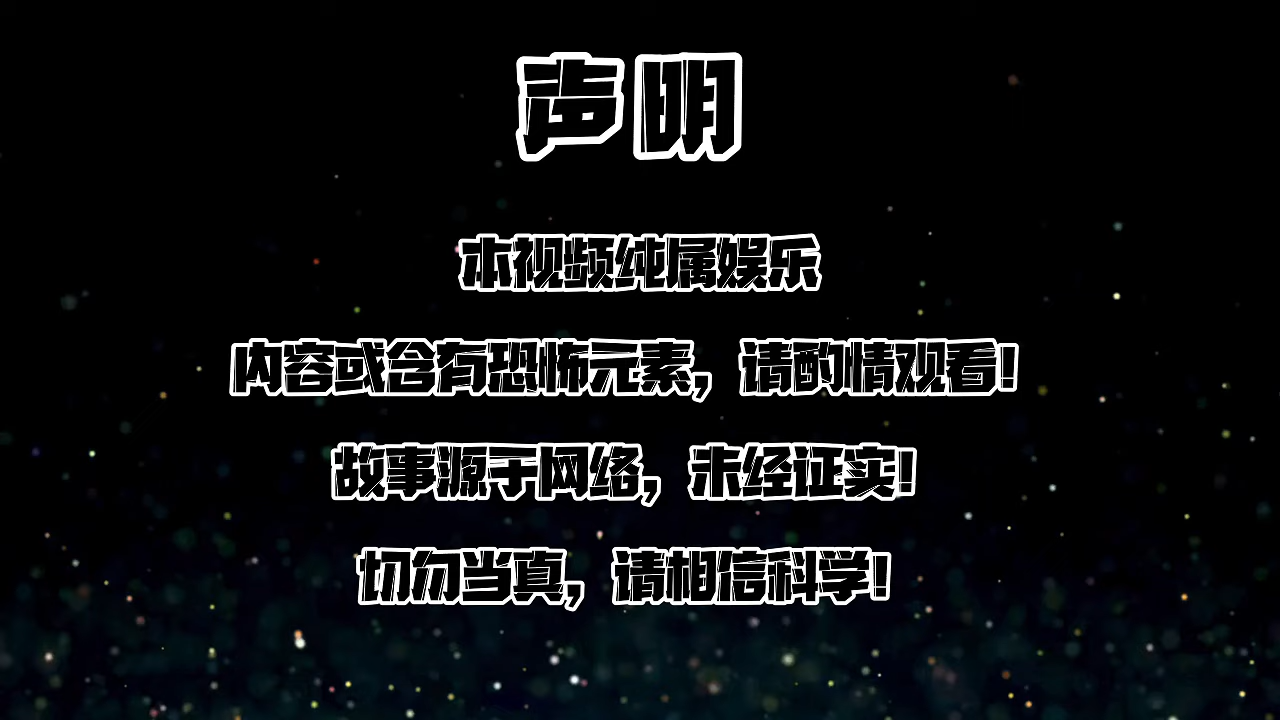 声明
本视频纯属娱乐
内容或含有恐怖元素，请酌情观看！
故事源于网络，未经证实！
切勿当真，请相信科学！